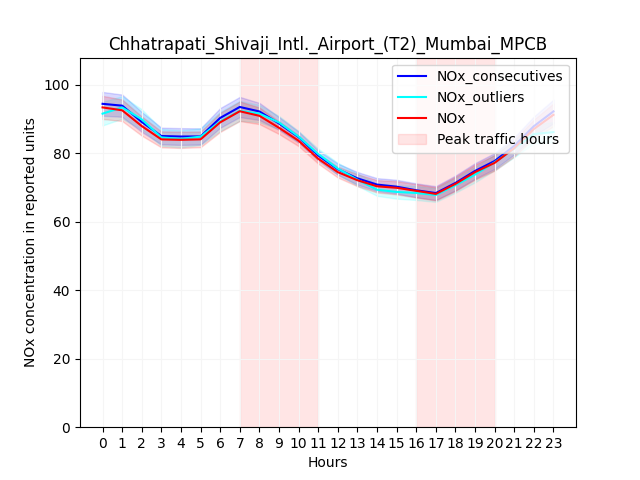 Chhatrapati_Shivaji_Intl._Airport_(T2)_Mumbai_MPCB
NOx_consecutives
NOx_outliers
NOx
Peak traffic hours
NOx concentration in reported units
100
80
60
40
20
0
0 1 2 3 4 5 6 7 8 9 10 11 12 13 14 15 16 17 18 19 20 21 22 23
Hours